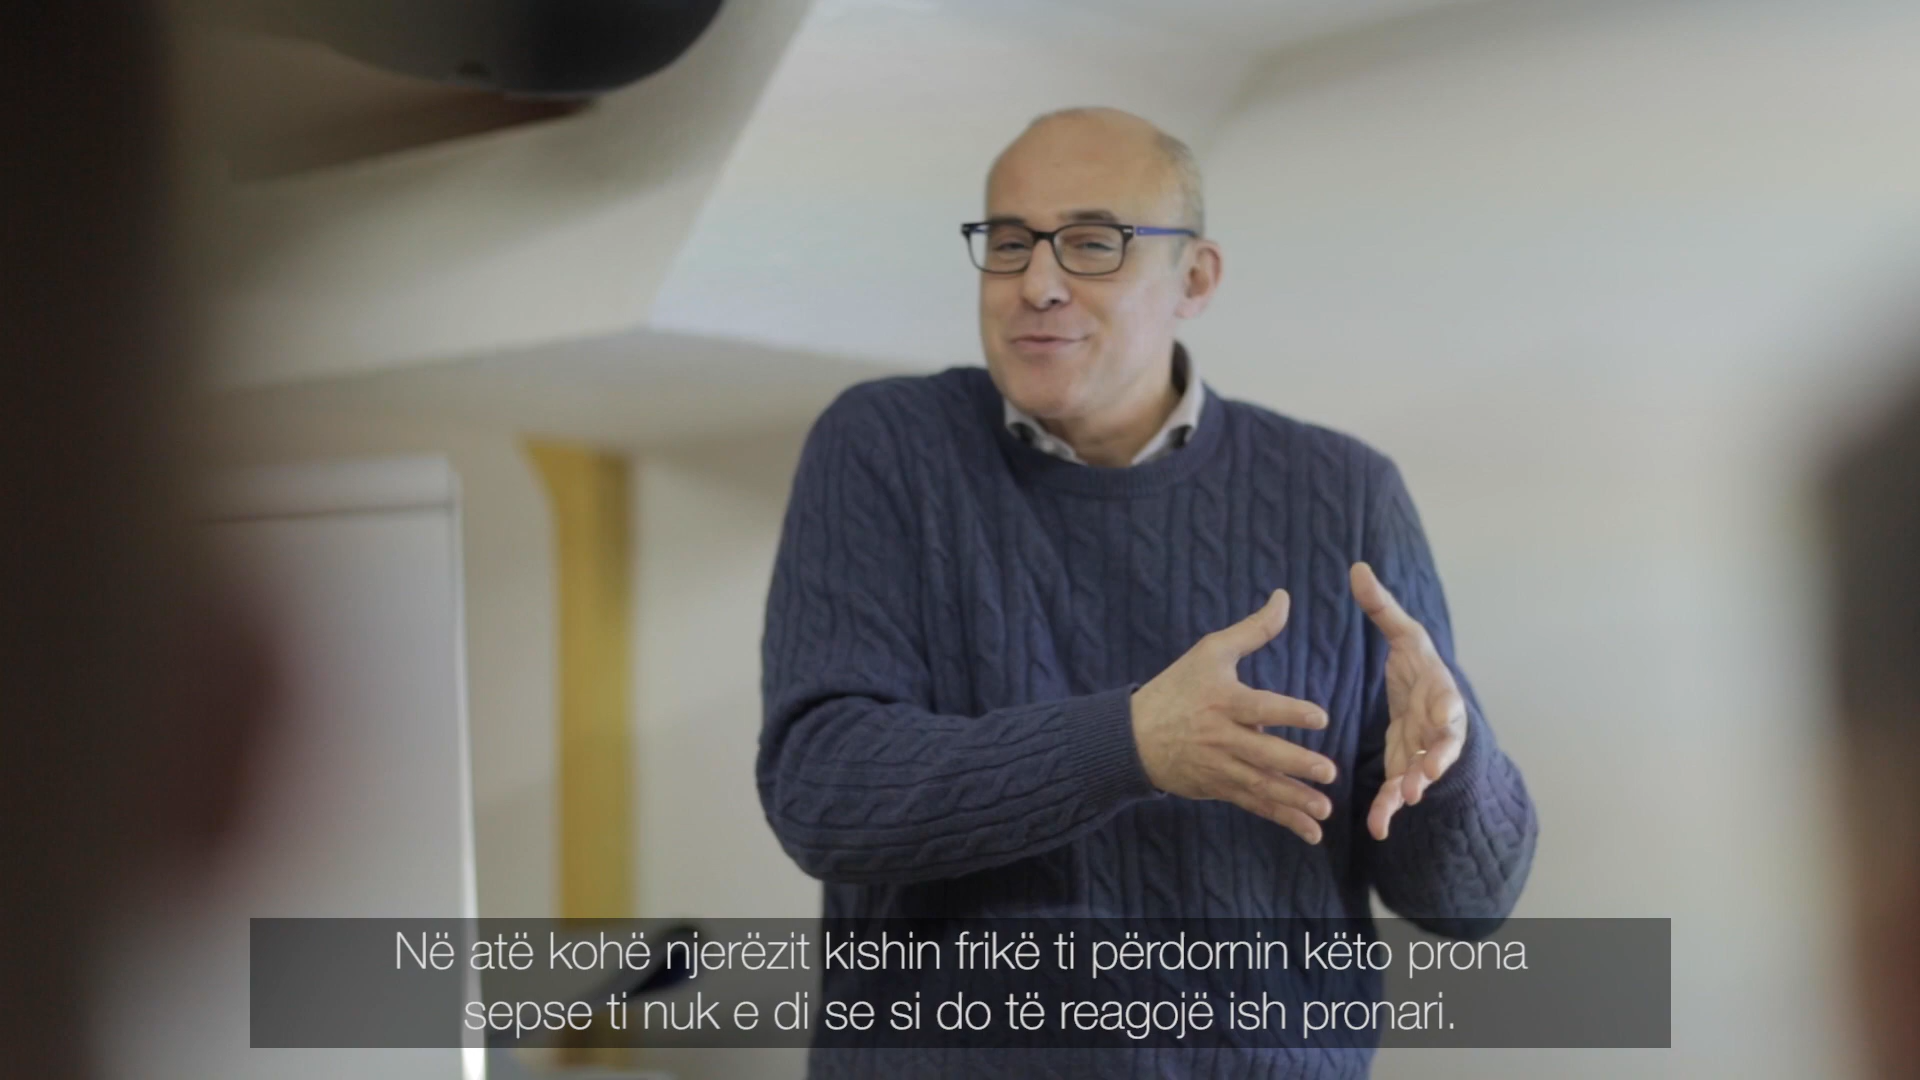 Në atë kohë njerëzit kishin frikë ti përdornin këto prona
sepse ti nuk e di se si do të reagojë ish pronari.